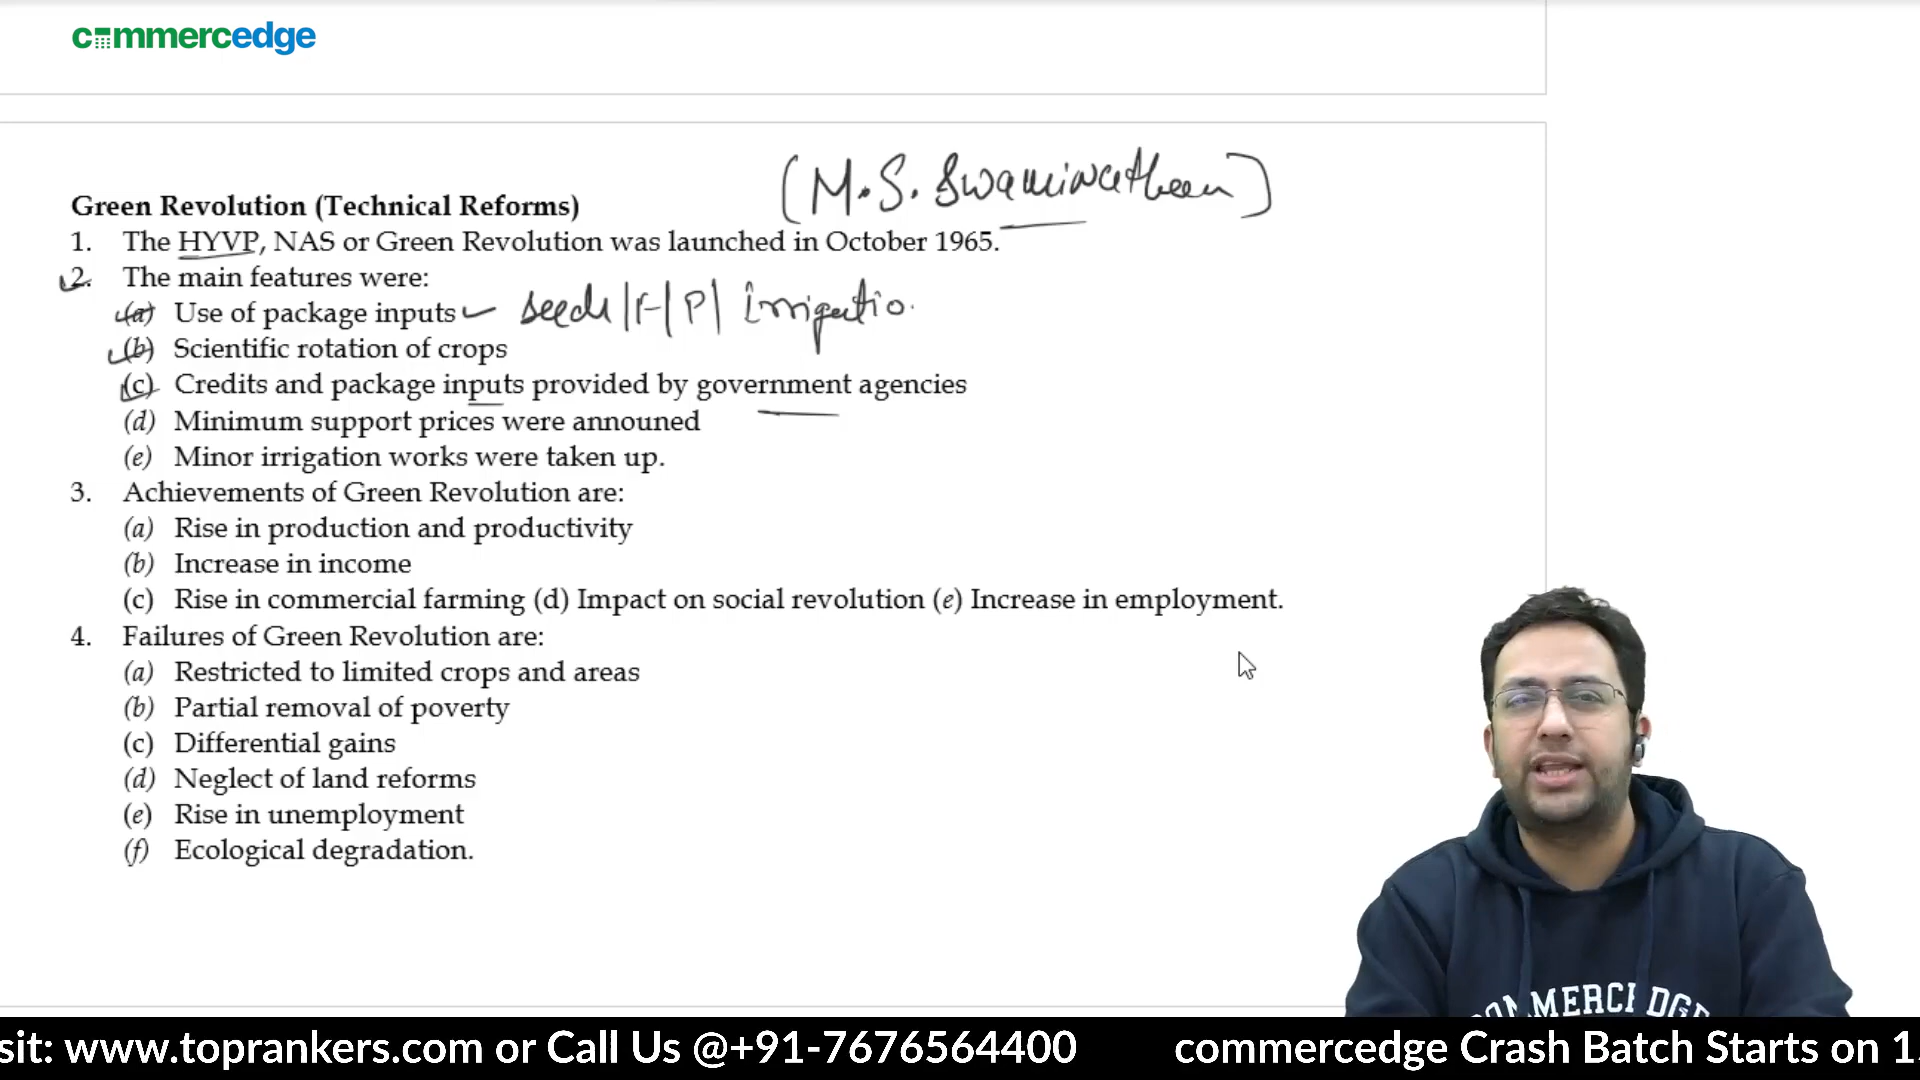 commercedge
(M.S. Swaminathan)
Green Revolution (Technical Reforms)
1. The HYVP, NAS or Green Revolution was launched in October 1965.
2. The main features were:
(a) Use of package inputs seeds|F|P| irrigatio.
(b) Scientific rotation of crops
(c) Credits and package inputs provided by government agencies
(d) Minimum support prices were announed
(e) Minor irrigation works were taken up.
3. Achievements of Green Revolution are:
(a) Rise in production and productivity
(b) Increase in income
(c) Rise in commercial farming (d) Impact on social revolution (e) Increase in employment.
4. Failures of Green Revolution are:
(a) Restricted to limited crops and areas
(b) Partial removal of poverty
(c) Differential gains
(d) Neglect of land reforms
(e) Rise in unemployment
(f) Ecological degradation.
sit: www.toprankers.com or Call Us @+91-7676564400 commercedge Crash Batch Starts on